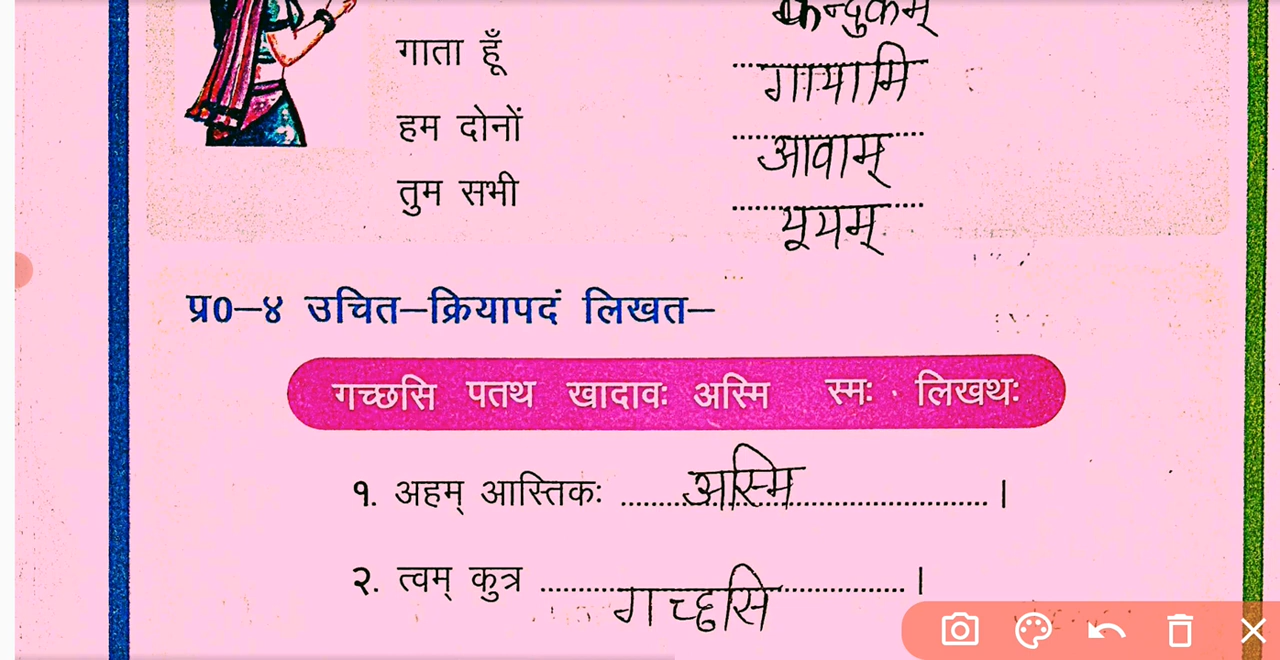 कन्दुकम्
गाता हूँ गायामि
हम दोनों आवाम्
तुम सभी यूयम्
प्र०–४ उचित–क्रियापदं लिखत–
गच्छसि पतथ खादावः अस्मि स्मः लिखथः
१. अहम् आस्तिकः ........अस्मि........ ।
२. त्वम् कुत्र ........गच्छसि........ ।